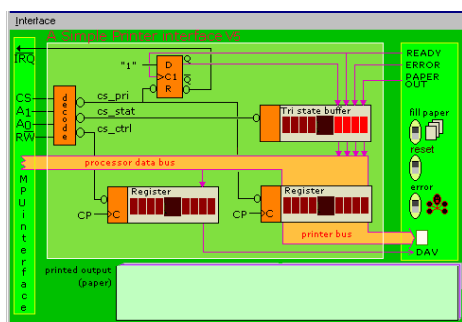 Interface
A Simple Printer interface V5
IRQ
"1"
D
Q
C1
Q
R
READY
ERROR
PAPER
OUT
CS
A1
A0
RW
decode
cs_pri
cs_stat
cs_ctrl
Tri state buffer
fill paper
reset
error
processor data bus
MPU interface
Register
CP
C
Register
CP
C
printer bus
DAV
printed output
(paper)